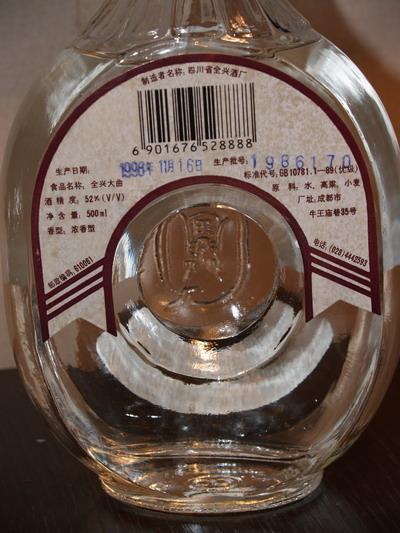 制造者名称:四川省全兴酒厂
6 901676 528888
生产日期: 1998年11月16日 生产批号: 1986170
食品名称:全兴大曲 标准代号:GB10781.1-89(优级)
酒精度:52%(V/V) 原料:水、高粱、小麦
净含量:500ml 厂址:成都市
香型:浓香型 牛王庙巷35号
邮政编码:610061 电话:(028)4442593